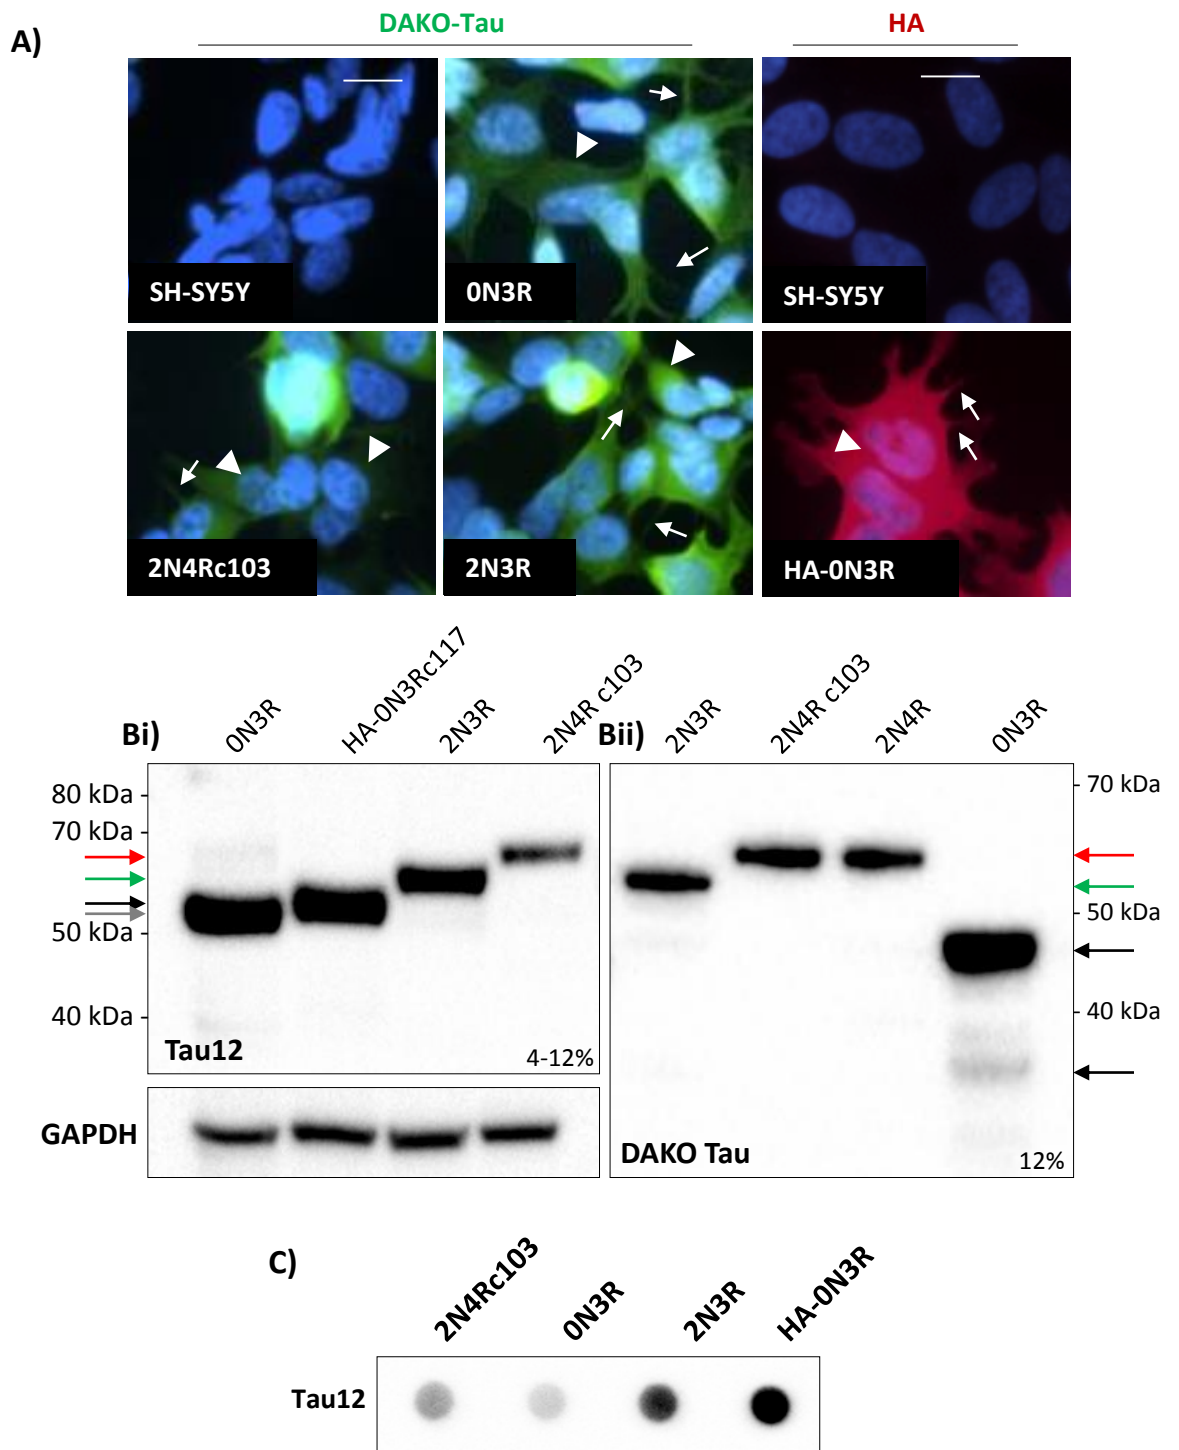 A)
DAKO-Tau
HA
SH-SY5Y
0N3R
SH-SY5Y
2N4Rc103
2N3R
HA-0N3R
Bi)
0N3R
HA-0N3Rc117
2N3R
2N4R c103
Bii)
2N3R
2N4R c103
2N4R
0N3R
80 kDa
70 kDa
50 kDa
40 kDa
Tau12
4-12%
70 kDa
50 kDa
40 kDa
DAKO Tau
12%
GAPDH
C)
2N4Rc103
0N3R
2N3R
HA-0N3R
Tau12